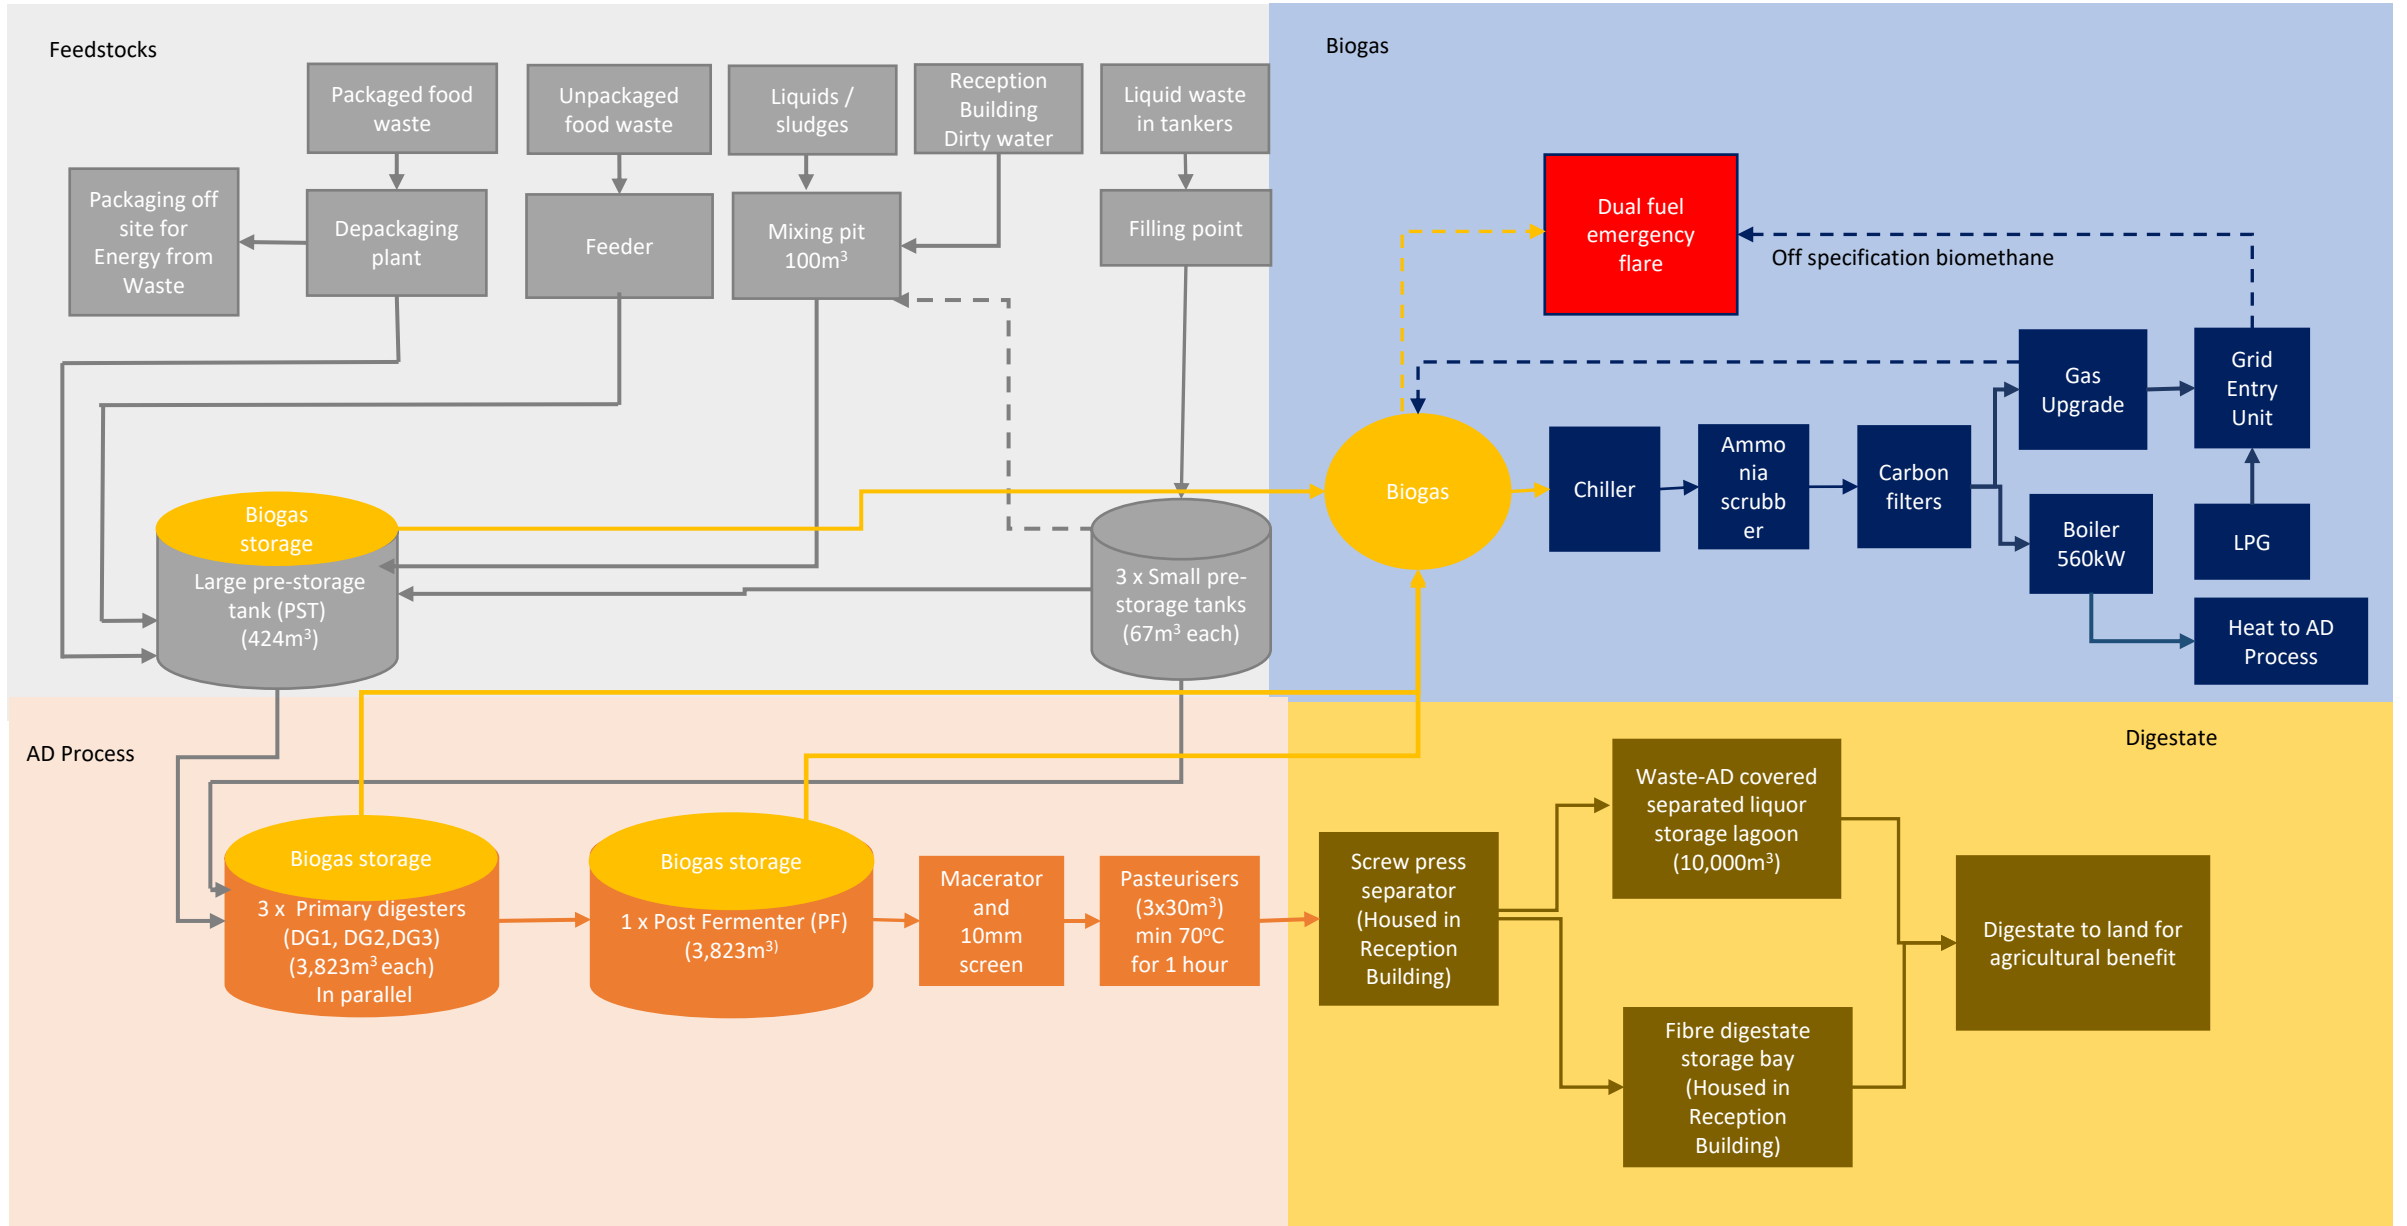 Feedstocks
Packaged food
waste
Unpackaged
food waste
Liquids /
sludges
Reception
Building
Dirty water
Liquid waste
in tankers
Packaging off
site for
Energy from
Waste
Depackaging
plant
Feeder
Mixing pit
100m³
Filling point
Biogas
storage
Large pre-storage
tank (PST)
(424m³)
3 x Small pre-
storage tanks
(67m³ each)
Biogas
Dual fuel
emergency
flare
Off specification biomethane
Biogas
Chiller
Ammo
nia
scrubb
er
Carbon
filters
Gas
Upgrade
Grid
Entry
Unit
Boiler
560kW
LPG
Heat to AD
Process
AD Process
Biogas storage
3 x  Primary digesters
(DG1, DG2,DG3)
(3,823m³ each)
In parallel
Biogas storage
1 x Post Fermenter (PF)
(3,823m³⁾
Macerator
and
10mm
screen
Pasteurisers
(3x30m³)
min 70°C
for 1 hour
Digestate
Screw press
separator
(Housed in
Reception
Building)
Waste-AD covered
separated liquor
storage lagoon
(10,000m³)
Fibre digestate
storage bay
(Housed in
Reception
Building)
Digestate to land for
agricultural benefit